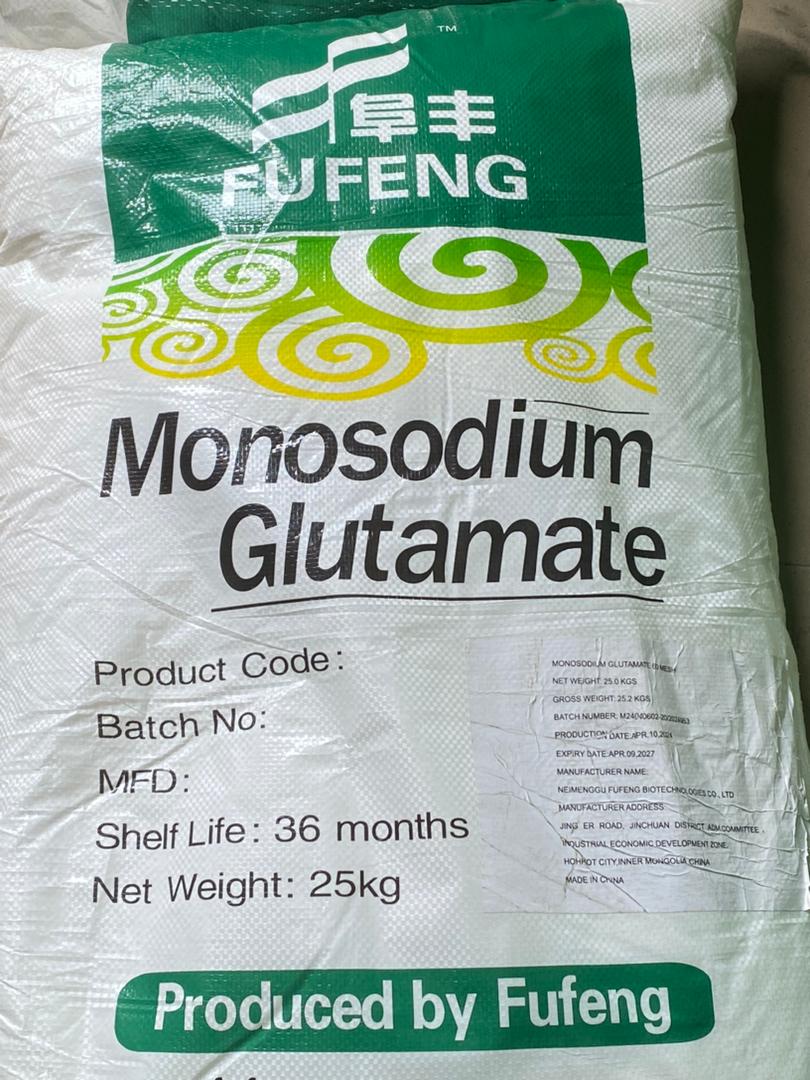 TM
阜丰
FUFENG
Monosodium
Glutamate
Product Code:
Batch No:
MFD:
Shelf Life: 36 months
Net Weight: 25kg
MONOSODIUM GLUTAMATE MESH
NET WEIGHT: 25.0 KGS
GROSS WEIGHT: 25.2 KGS
BATCH NUMBER:
PRODUCTION DATE:APR.10,2024
EXPIRY DATE:APR.09,2027
MANUFACTURER NAME:
NEIMENGGU FUFENG BIOTECHNOLOGIES CO., LTD
MANUFACTURER ADDRESS
JING ER ROAD, JINCHUAN DISTRICT ADM.COMMITTEE ,
INDUSTRIAL ECONOMIC DEVELOPMENT ZONE,
HOHHOT CITY,INNER MONGOLIA,CHINA
MADE IN CHINA
Produced by Fufeng